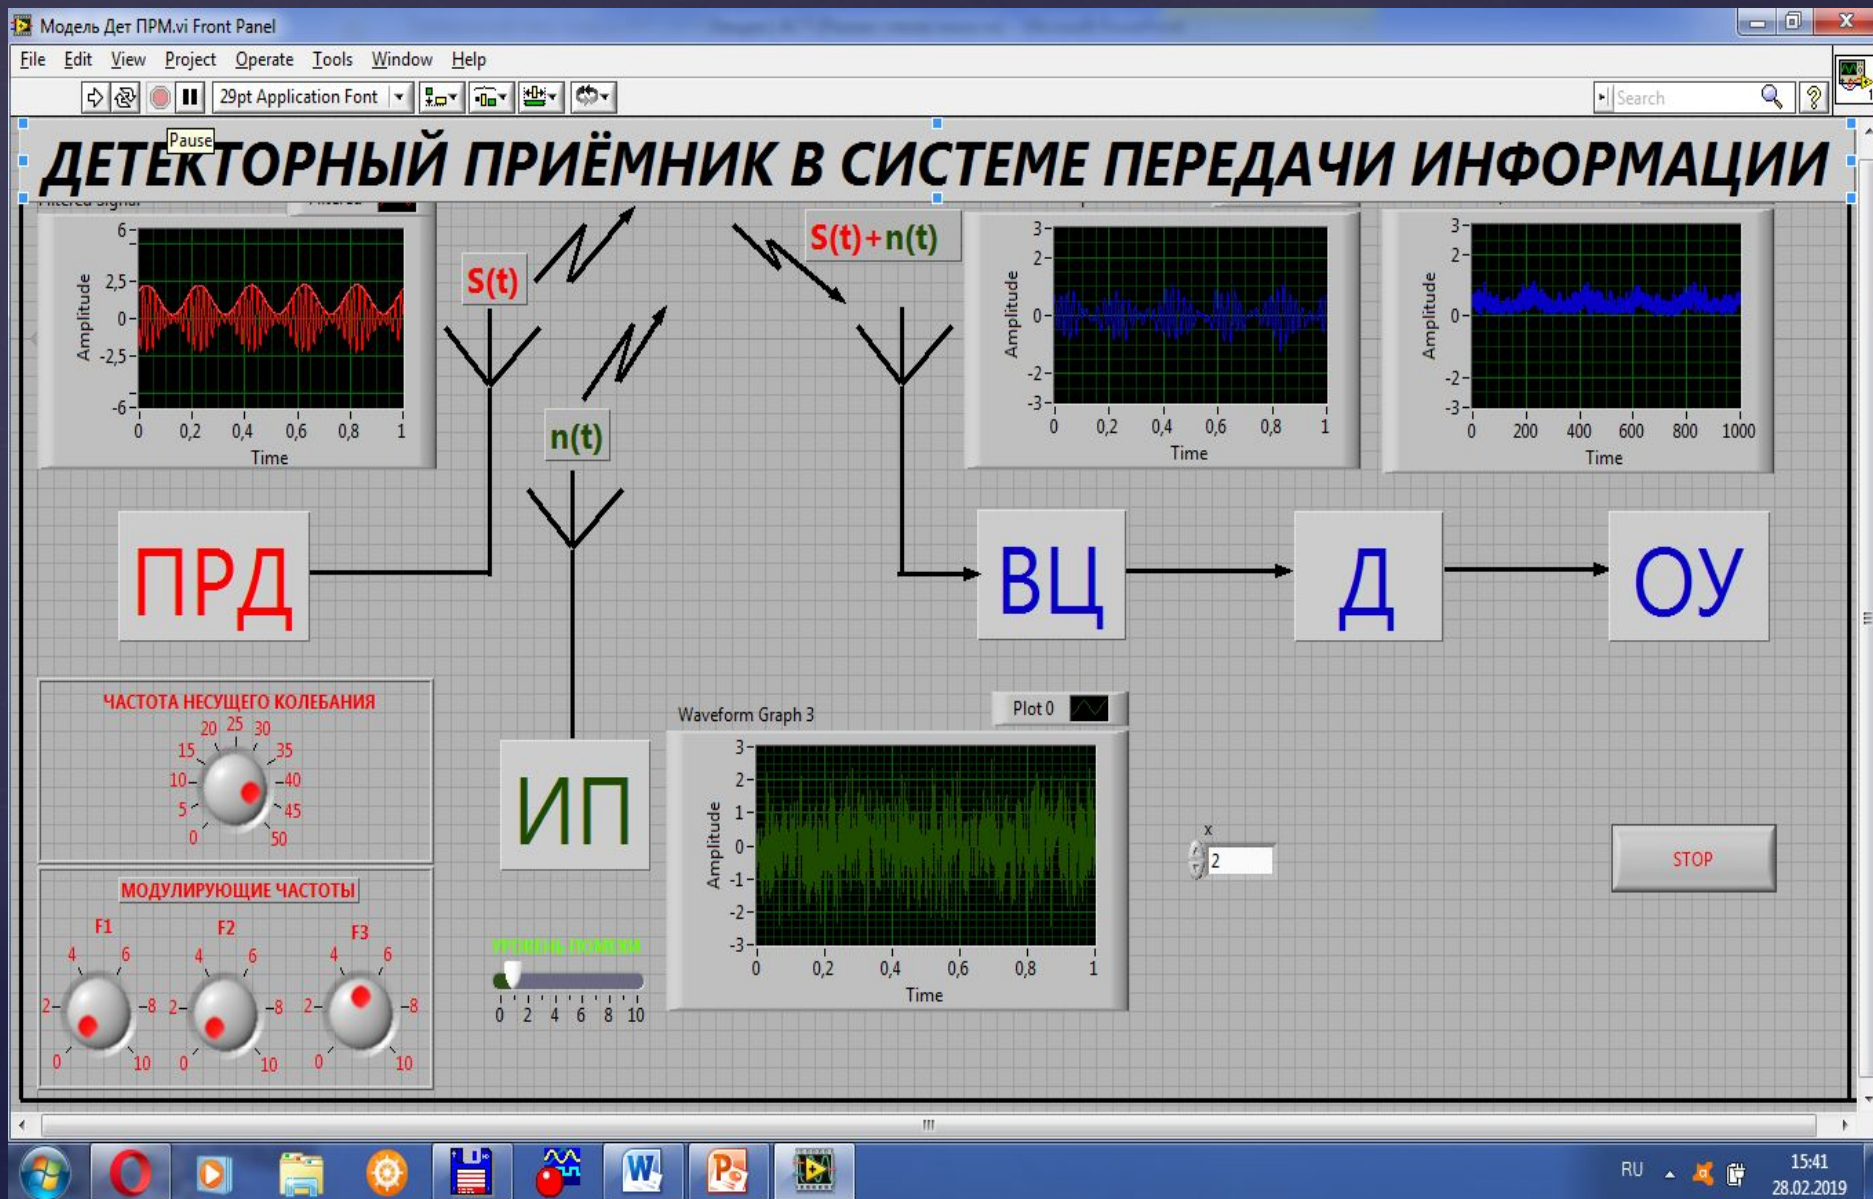 Модель Дет ПРМ.vi Front Panel
File Edit View Project Operate Tools Window Help
29pt Application Font
Search
Pause
ДЕТЕКТОРНЫЙ ПРИЁМНИК В СИСТЕМЕ ПЕРЕДАЧИ ИНФОРМАЦИИ
Filtered Signal
Amplitude
6
2,5
0
-2,5
-6
0 0,2 0,4 0,6 0,8 1
Time
S(t)
n(t)
S(t)+n(t)
Amplitude
3
2
0
-2
-3
0 0,2 0,4 0,6 0,8 1
Time
Amplitude
3
2
0
-2
-3
0 200 400 600 800 1000
Time
ПРД
ВЦ
Д
ОУ
ЧАСТОТА НЕСУЩЕГО КОЛЕБАНИЯ
0 5 10 15 20 25 30 35 40 45 50
ИП
Waveform Graph 3
Plot 0
Amplitude
3
2
1
0
-1
-2
-3
0 0,2 0,4 0,6 0,8 1
Time
x
2
STOP
МОДУЛИРУЮЩИЕ ЧАСТОТЫ
F1 F2 F3
0 2 4 6 8 10
0 2 4 6 8 10
0 2 4 6 8 10
УРОВЕНЬ ПОМЕХИ
0 2 4 6 8 10
RU
15:41
28.02.2019